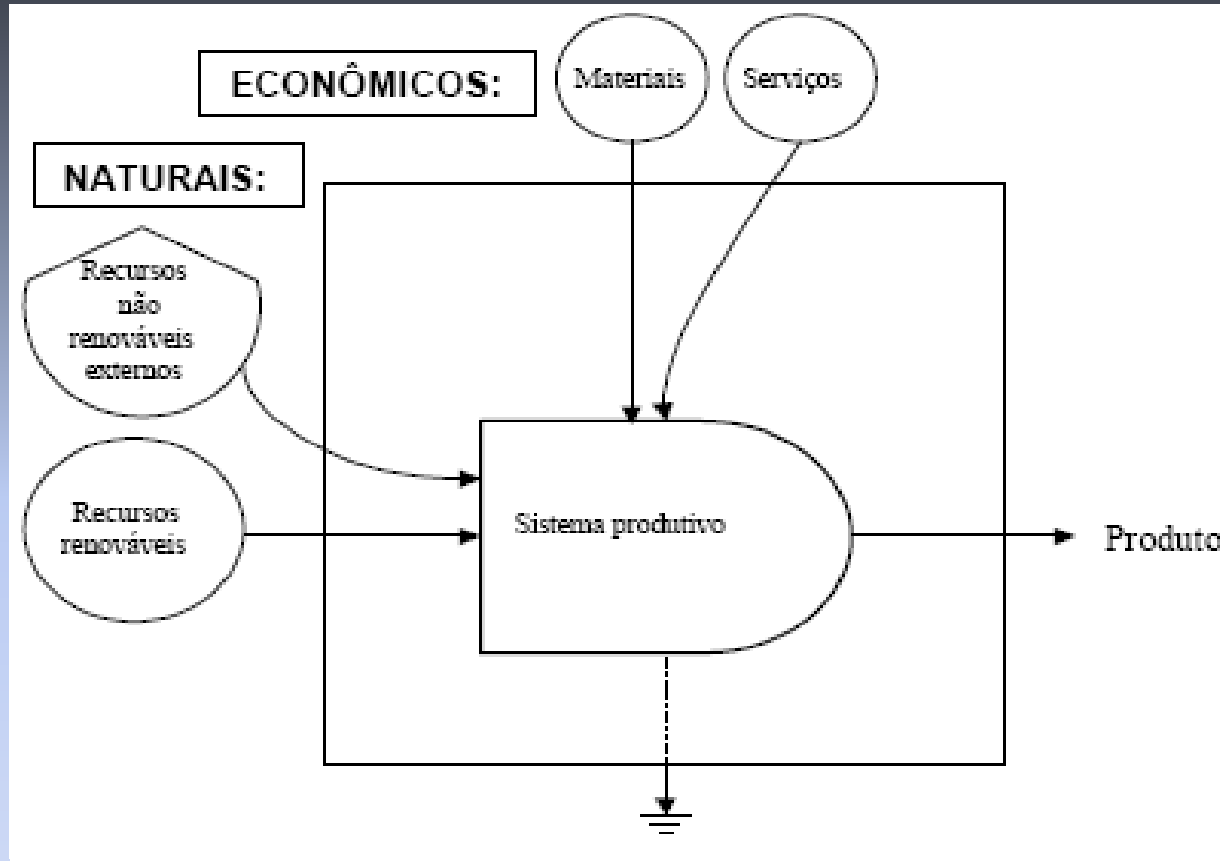 ECONÔMICOS:
Materiais
Serviços
NATURAIS:
Recursos
não
renováveis
externos
Recursos
renováveis
Sistema produtivo
Produto